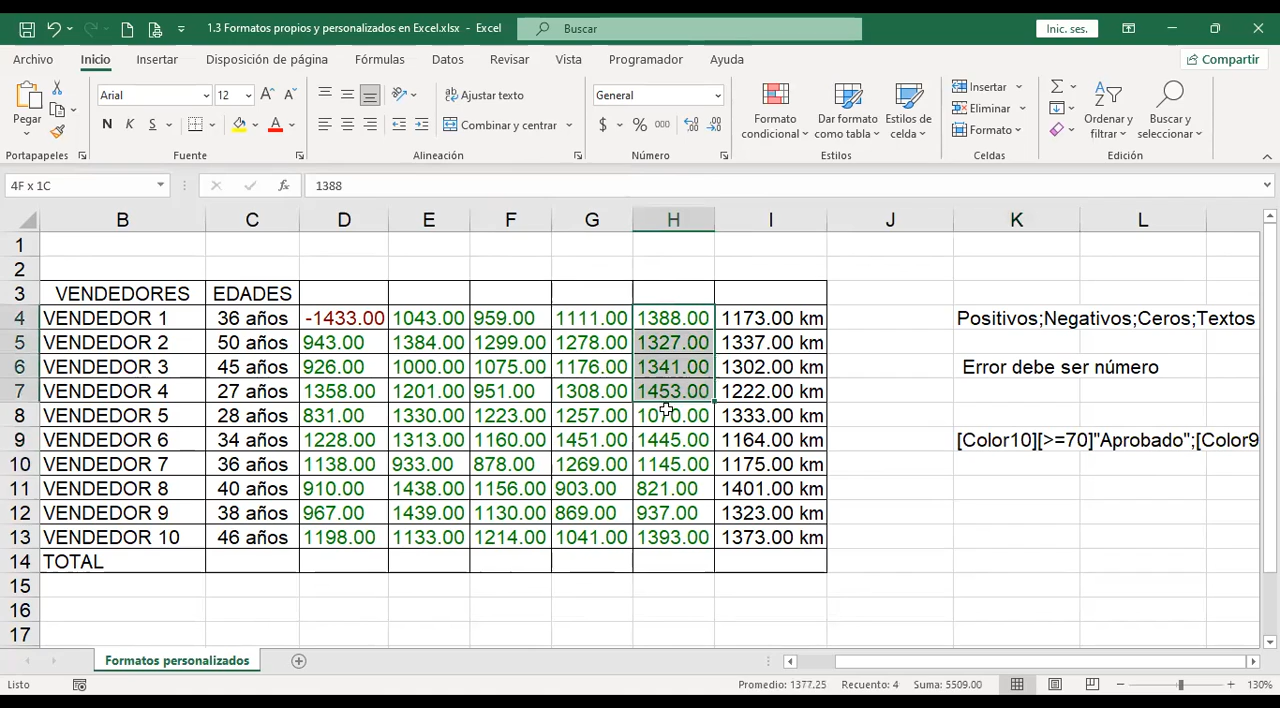 1.3 Formatos propios y personalizados en Excel.xlsx - Excel
Buscar
Inic. ses.
Archivo Inicio Insertar Disposición de página Fórmulas Datos Revisar Vista Programador Ayuda Compartir
Pegar
Arial 12
N K S
Ajustar texto
Combinar y centrar
General
$ % 000
Formato condicional
Dar formato como tabla
Estilos de celda
Insertar
Eliminar
Formato
Ordenar y filtrar
Buscar y seleccionar
Portapapeles Fuente Alineación Número Estilos Celdas Edición
4F x 1C fx 1388
B C D E F G H I J K L
1
2
3 VENDEDORES EDADES
4 VENDEDOR 1 36 años -1433.00 1043.00 959.00 1111.00 1388.00 1173.00 km Positivos;Negativos;Ceros;Textos
5 VENDEDOR 2 50 años 943.00 1384.00 1299.00 1278.00 1327.00 1337.00 km
6 VENDEDOR 3 45 años 926.00 1000.00 1075.00 1176.00 1341.00 1302.00 km Error debe ser número
7 VENDEDOR 4 27 años 1358.00 1201.00 951.00 1308.00 1453.00 1222.00 km
8 VENDEDOR 5 28 años 831.00 1330.00 1223.00 1257.00 1333.00 km
9 VENDEDOR 6 34 años 1228.00 1313.00 1160.00 1451.00 1445.00 1164.00 km [Color10][>=70]"Aprobado";[Color9
10 VENDEDOR 7 36 años 1138.00 933.00 878.00 1269.00 1145.00 1175.00 km
11 VENDEDOR 8 40 años 910.00 1438.00 1156.00 903.00 821.00 1401.00 km
12 VENDEDOR 9 38 años 967.00 1439.00 1130.00 869.00 937.00 1323.00 km
13 VENDEDOR 10 46 años 1198.00 1133.00 1214.00 1041.00 1393.00 1373.00 km
14 TOTAL
15
16
17
Formatos personalizados
Listo Promedio: 1377.25 Recuento: 4 Suma: 5509.00 130%